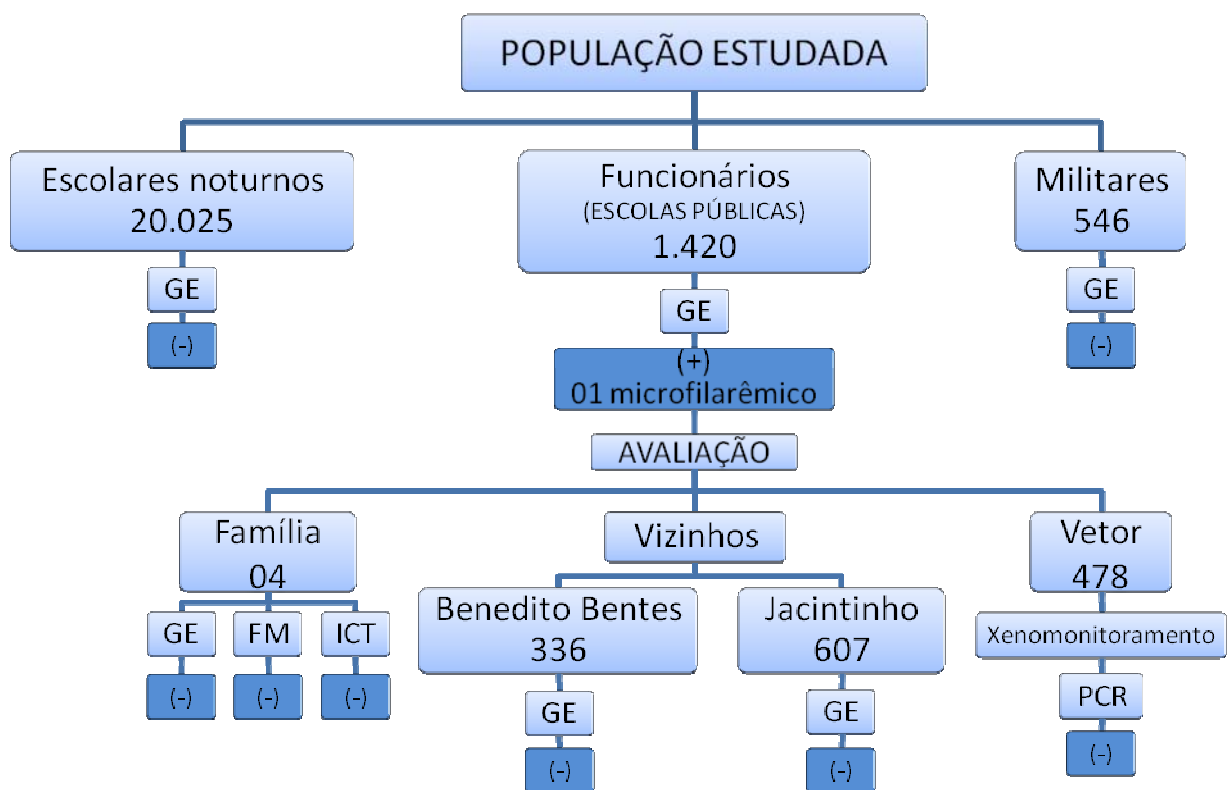 POPULAÇÃO ESTUDADA
Escolares noturnos
20.025
GE
(-)
Funcionários
(ESCOLAS PÚBLICAS)
1.420
GE
(+)
01 microfilarêmico
AVALIAÇÃO
Militares
546
GE
(-)
Família
04
GE
(-)
FM
(-)
ICT
(-)
Vizinhos
Benedito Bentes
336
GE
(-)
Jacintinho
607
GE
(-)
Vetor
478
Xenomonitoramento
PCR
(-)